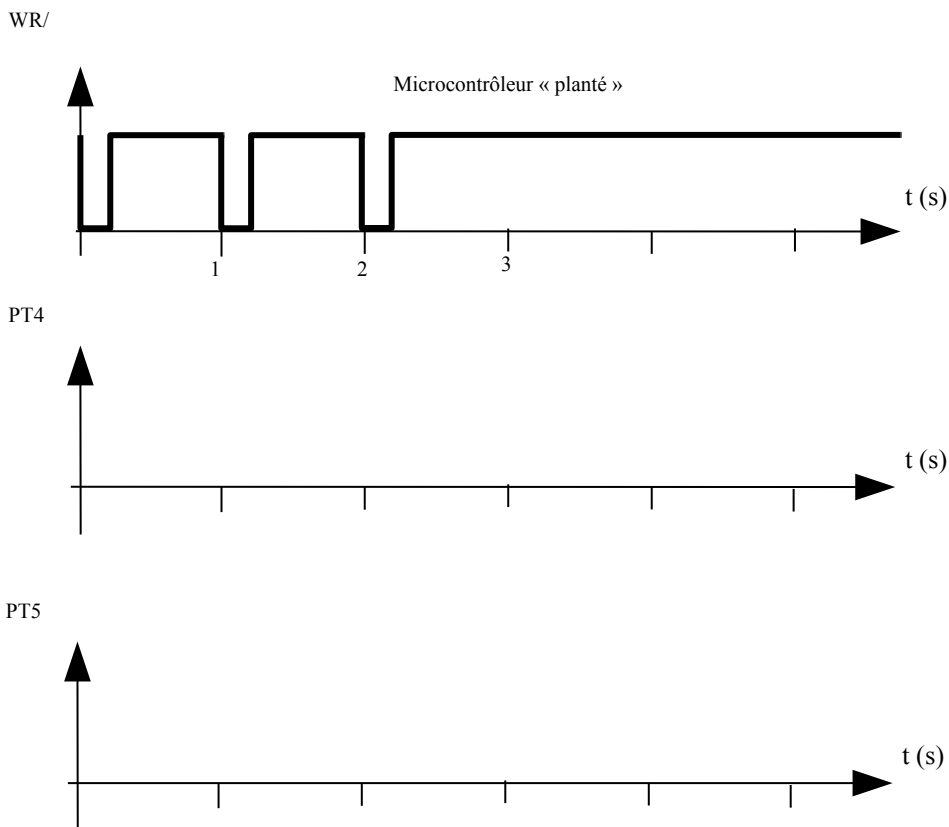 WR/
Microcontrôleur « planté »
t (s)
1
2
3
PT4
t (s)
PT5
t (s)